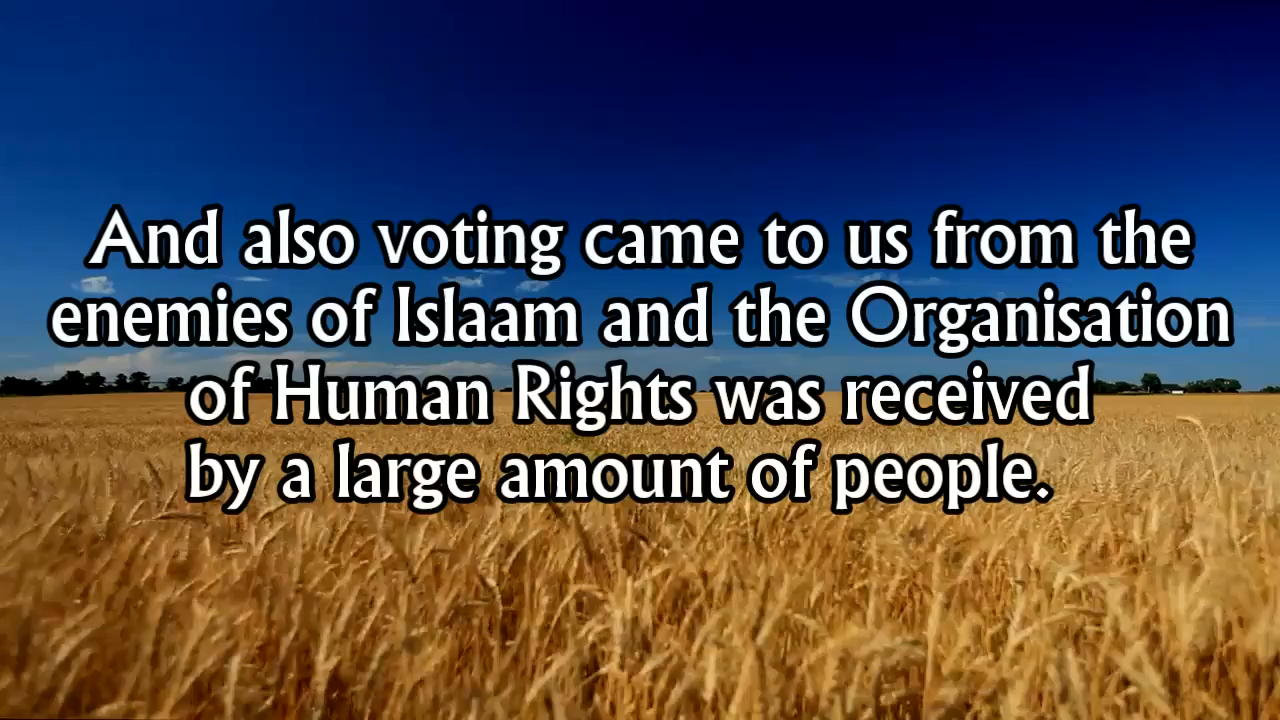 And also voting came to us from the
enemies of Islaam and the Organisation
of Human Rights was received
by a large amount of people.